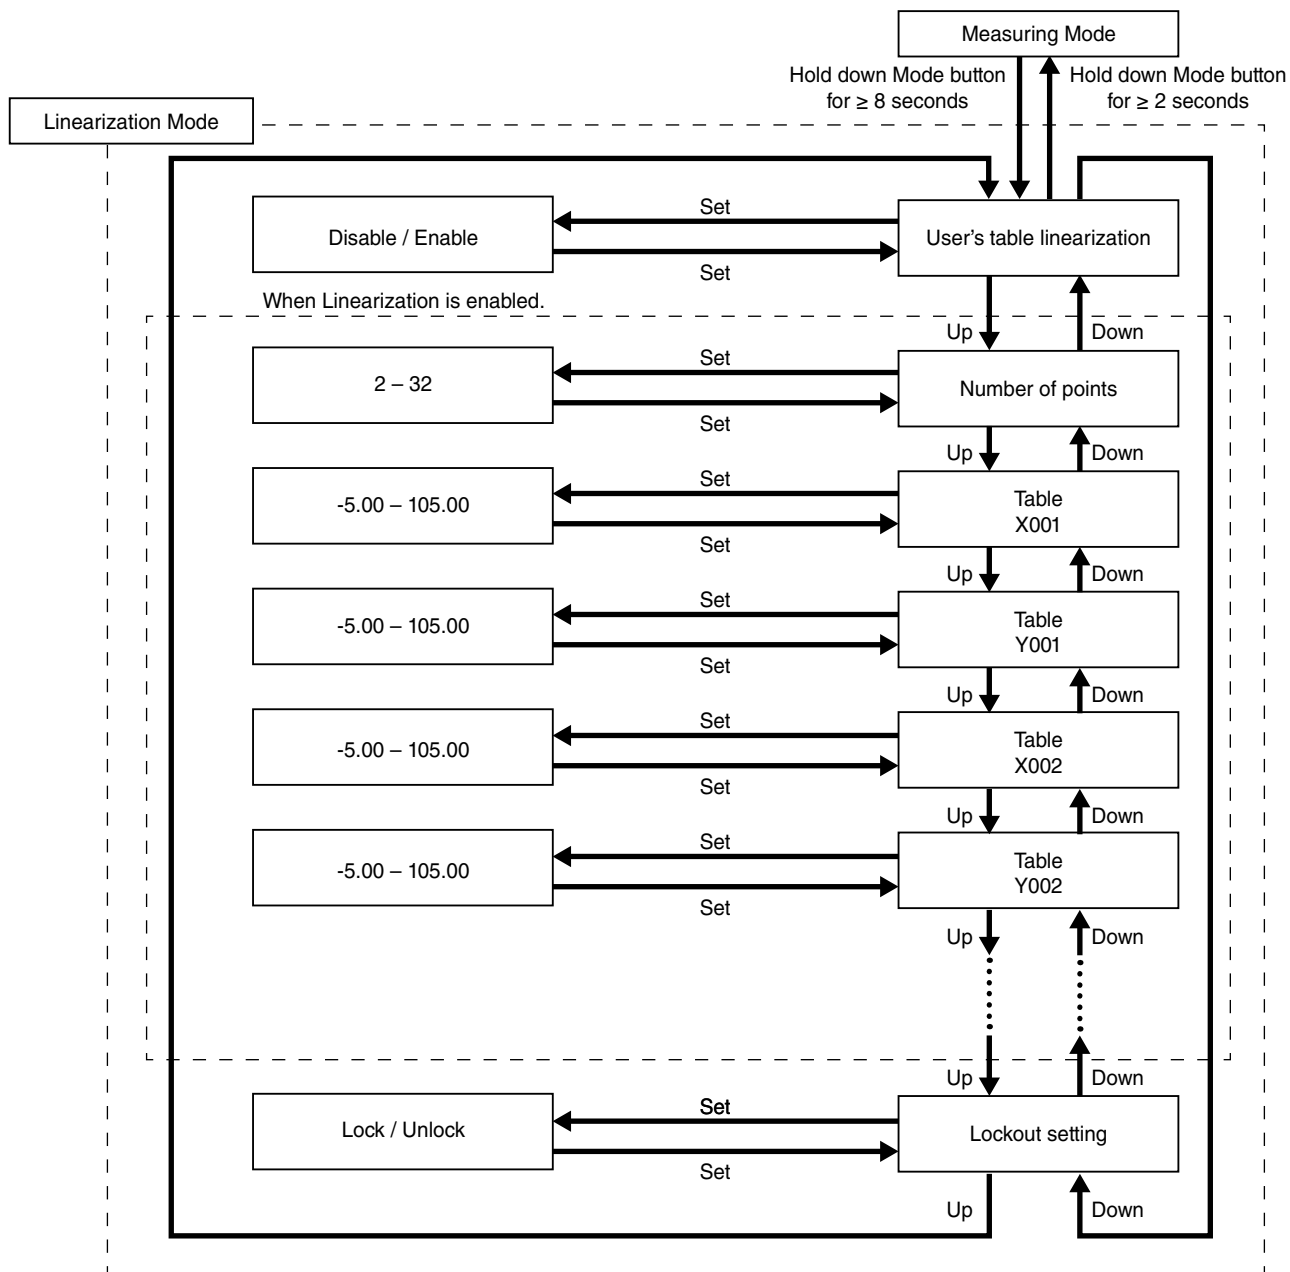 Measuring Mode
Hold down Mode button
for ≥ 8 seconds
Hold down Mode button
for ≥ 2 seconds
Linearization Mode
Set
Disable / Enable
User's table linearization
Set
When Linearization is enabled.
Up
Down
Set
2 – 32
Number of points
Set
Up
Down
Set
-5.00 – 105.00
Table
X001
Set
Up
Down
Set
-5.00 – 105.00
Table
Y001
Set
Up
Down
Set
-5.00 – 105.00
Table
X002
Set
Up
Down
Set
-5.00 – 105.00
Table
Y002
Set
Up
Down
Up
Down
Set
Lock / Unlock
Lockout setting
Set
Up
Down